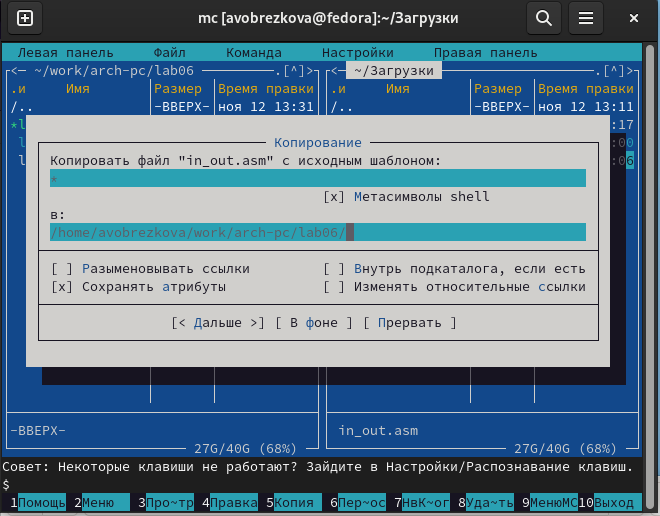 mc [avobrezkova@fedora]:~/Загрузки
Левая панель Файл Команда Настройки Правая панель
<— ~/work/arch-pc/lab06 .[^]> <— ~/Загрузки .[^]>
.и Имя Размер Время правки .и Имя Размер Время правки
/.. -ВВЕРХ- ноя 12 13:31 /.. -ВВЕРХ- ноя 12 13:11
*l :17
Копирование
l :00
Копировать файл "in_out.asm" с исходным шаблоном:
l :06
*
[x] Метасимволы shell
в:
/home/avobrezkova/work/arch-pc/lab06/
[ ] Разыменовывать ссылки [ ] Внутрь подкаталога, если есть
[x] Сохранять атрибуты [ ] Изменять относительные ссылки
[< Дальше >] [ В фоне ] [ Прервать ]
-ВВЕРХ- in_out.asm
27G/40G (68%) 27G/40G (68%)
Совет: Некоторые клавиши не работают? Зайдите в Настройки/Распознавание клавиш.
$
1Помощь 2Меню 3Про~тр 4Правка 5Копия 6Пер~ос 7НвК~ог 8Уда~ть 9МенюМС 10Выход